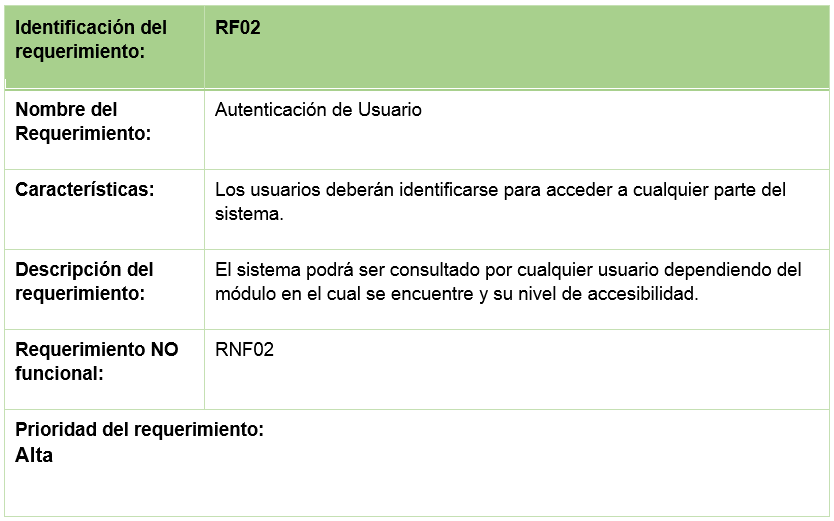 Identificación del
requerimiento:
RF02
Nombre del
Requerimiento:
Autenticación de Usuario
Características:
Los usuarios deberán identificarse para acceder a cualquier parte del
sistema.
Descripción del
requerimiento:
El sistema podrá ser consultado por cualquier usuario dependiendo del
módulo en el cual se encuentre y su nivel de accesibilidad.
Requerimiento NO
funcional:
RNF02
Prioridad del requerimiento:
Alta